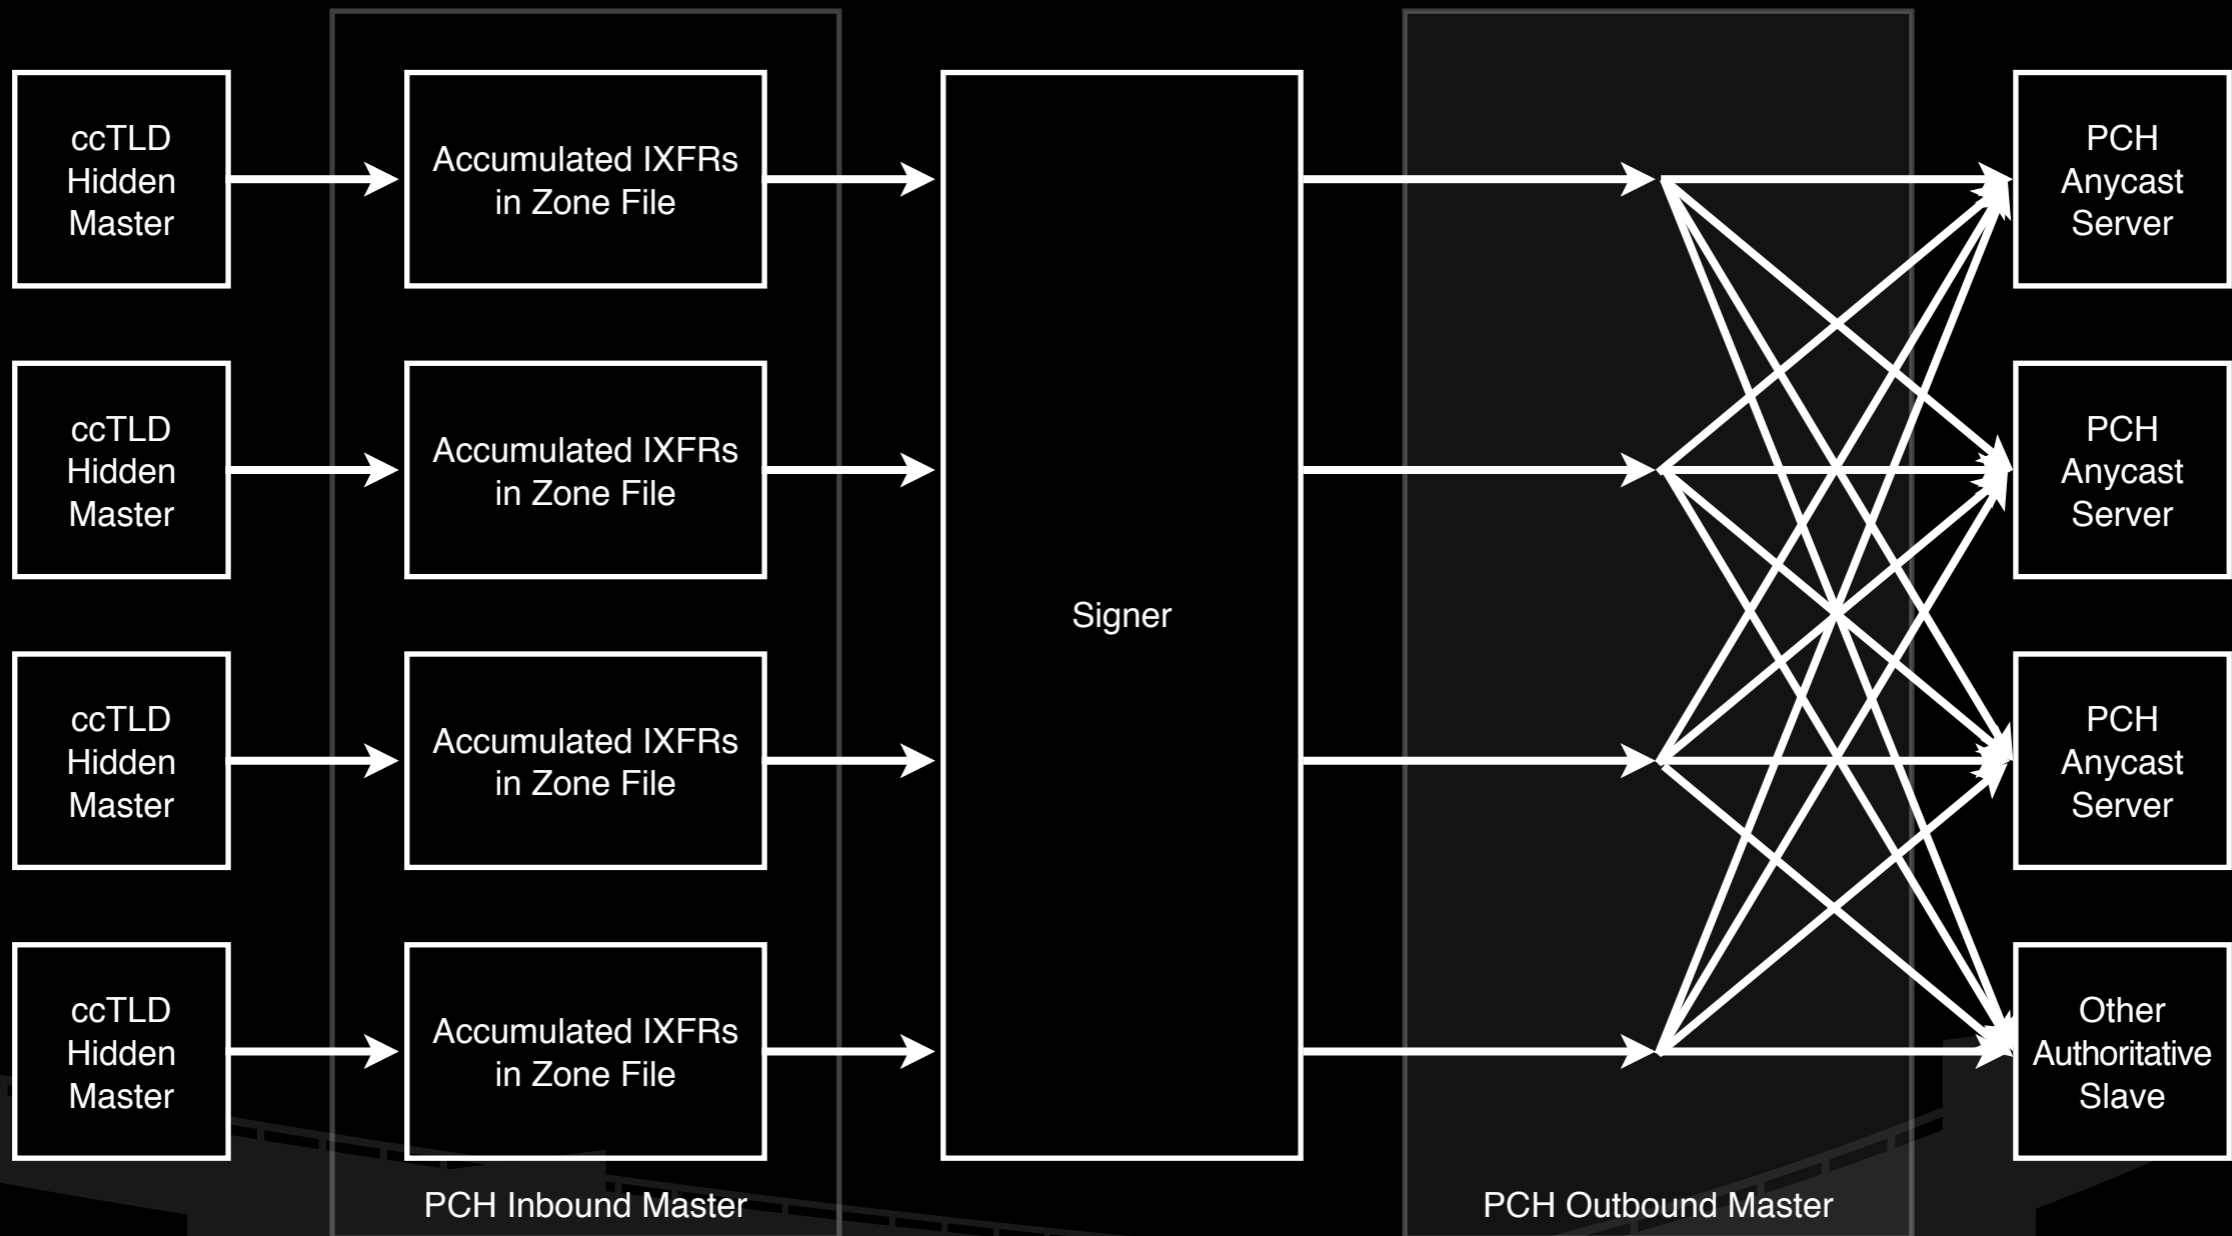 ccTLD
Hidden
Master
Accumulated IXFRs
in Zone File
PCH
Anycast
Server
ccTLD
Hidden
Master
Accumulated IXFRs
in Zone File
PCH
Anycast
Server
Signer
ccTLD
Hidden
Master
Accumulated IXFRs
in Zone File
PCH
Anycast
Server
ccTLD
Hidden
Master
Accumulated IXFRs
in Zone File
Other
Authoritative
Slave
PCH Inbound Master
PCH Outbound Master